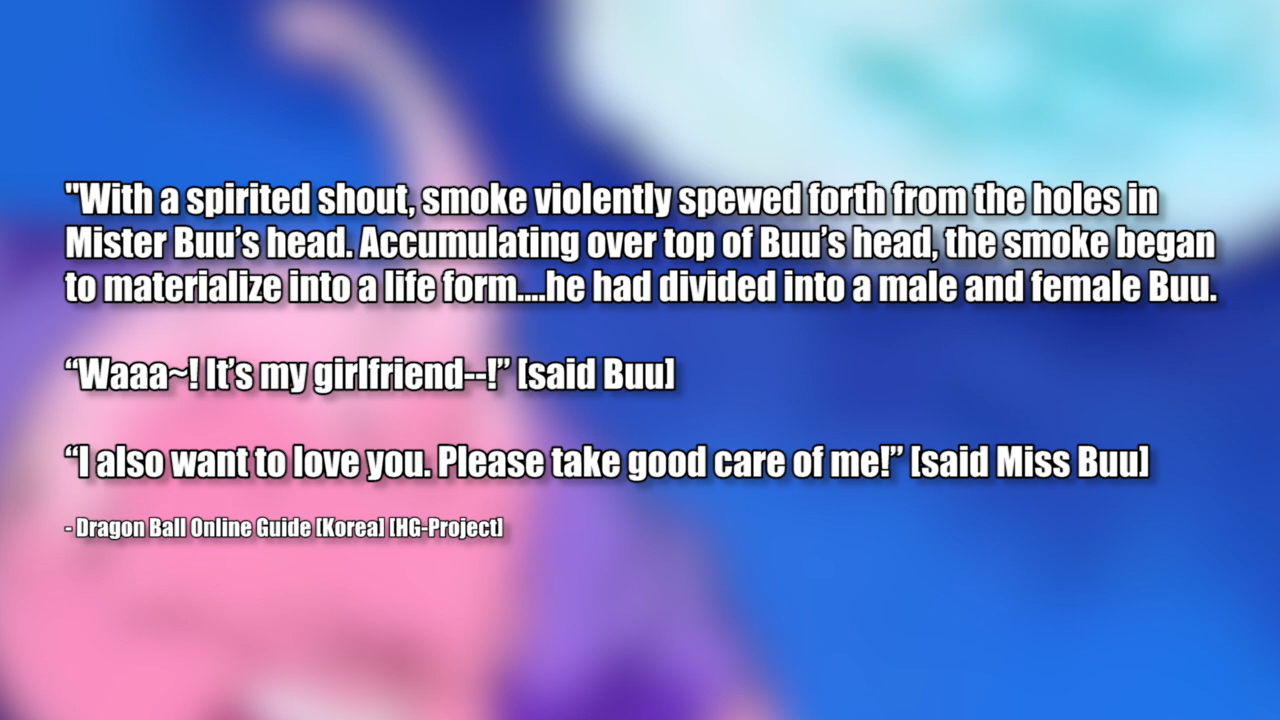 "With a spirited shout, smoke violently spewed forth from the holes in
Mister Buu’s head. Accumulating over top of Buu’s head, the smoke began
to materialize into a life form....he had divided into a male and female Buu.
“Waaa~! It’s my girlfriend--!” [said Buu]
“I also want to love you. Please take good care of me!” [said Miss Buu]
- Dragon Ball Online Guide [Korea] [HG-Project]